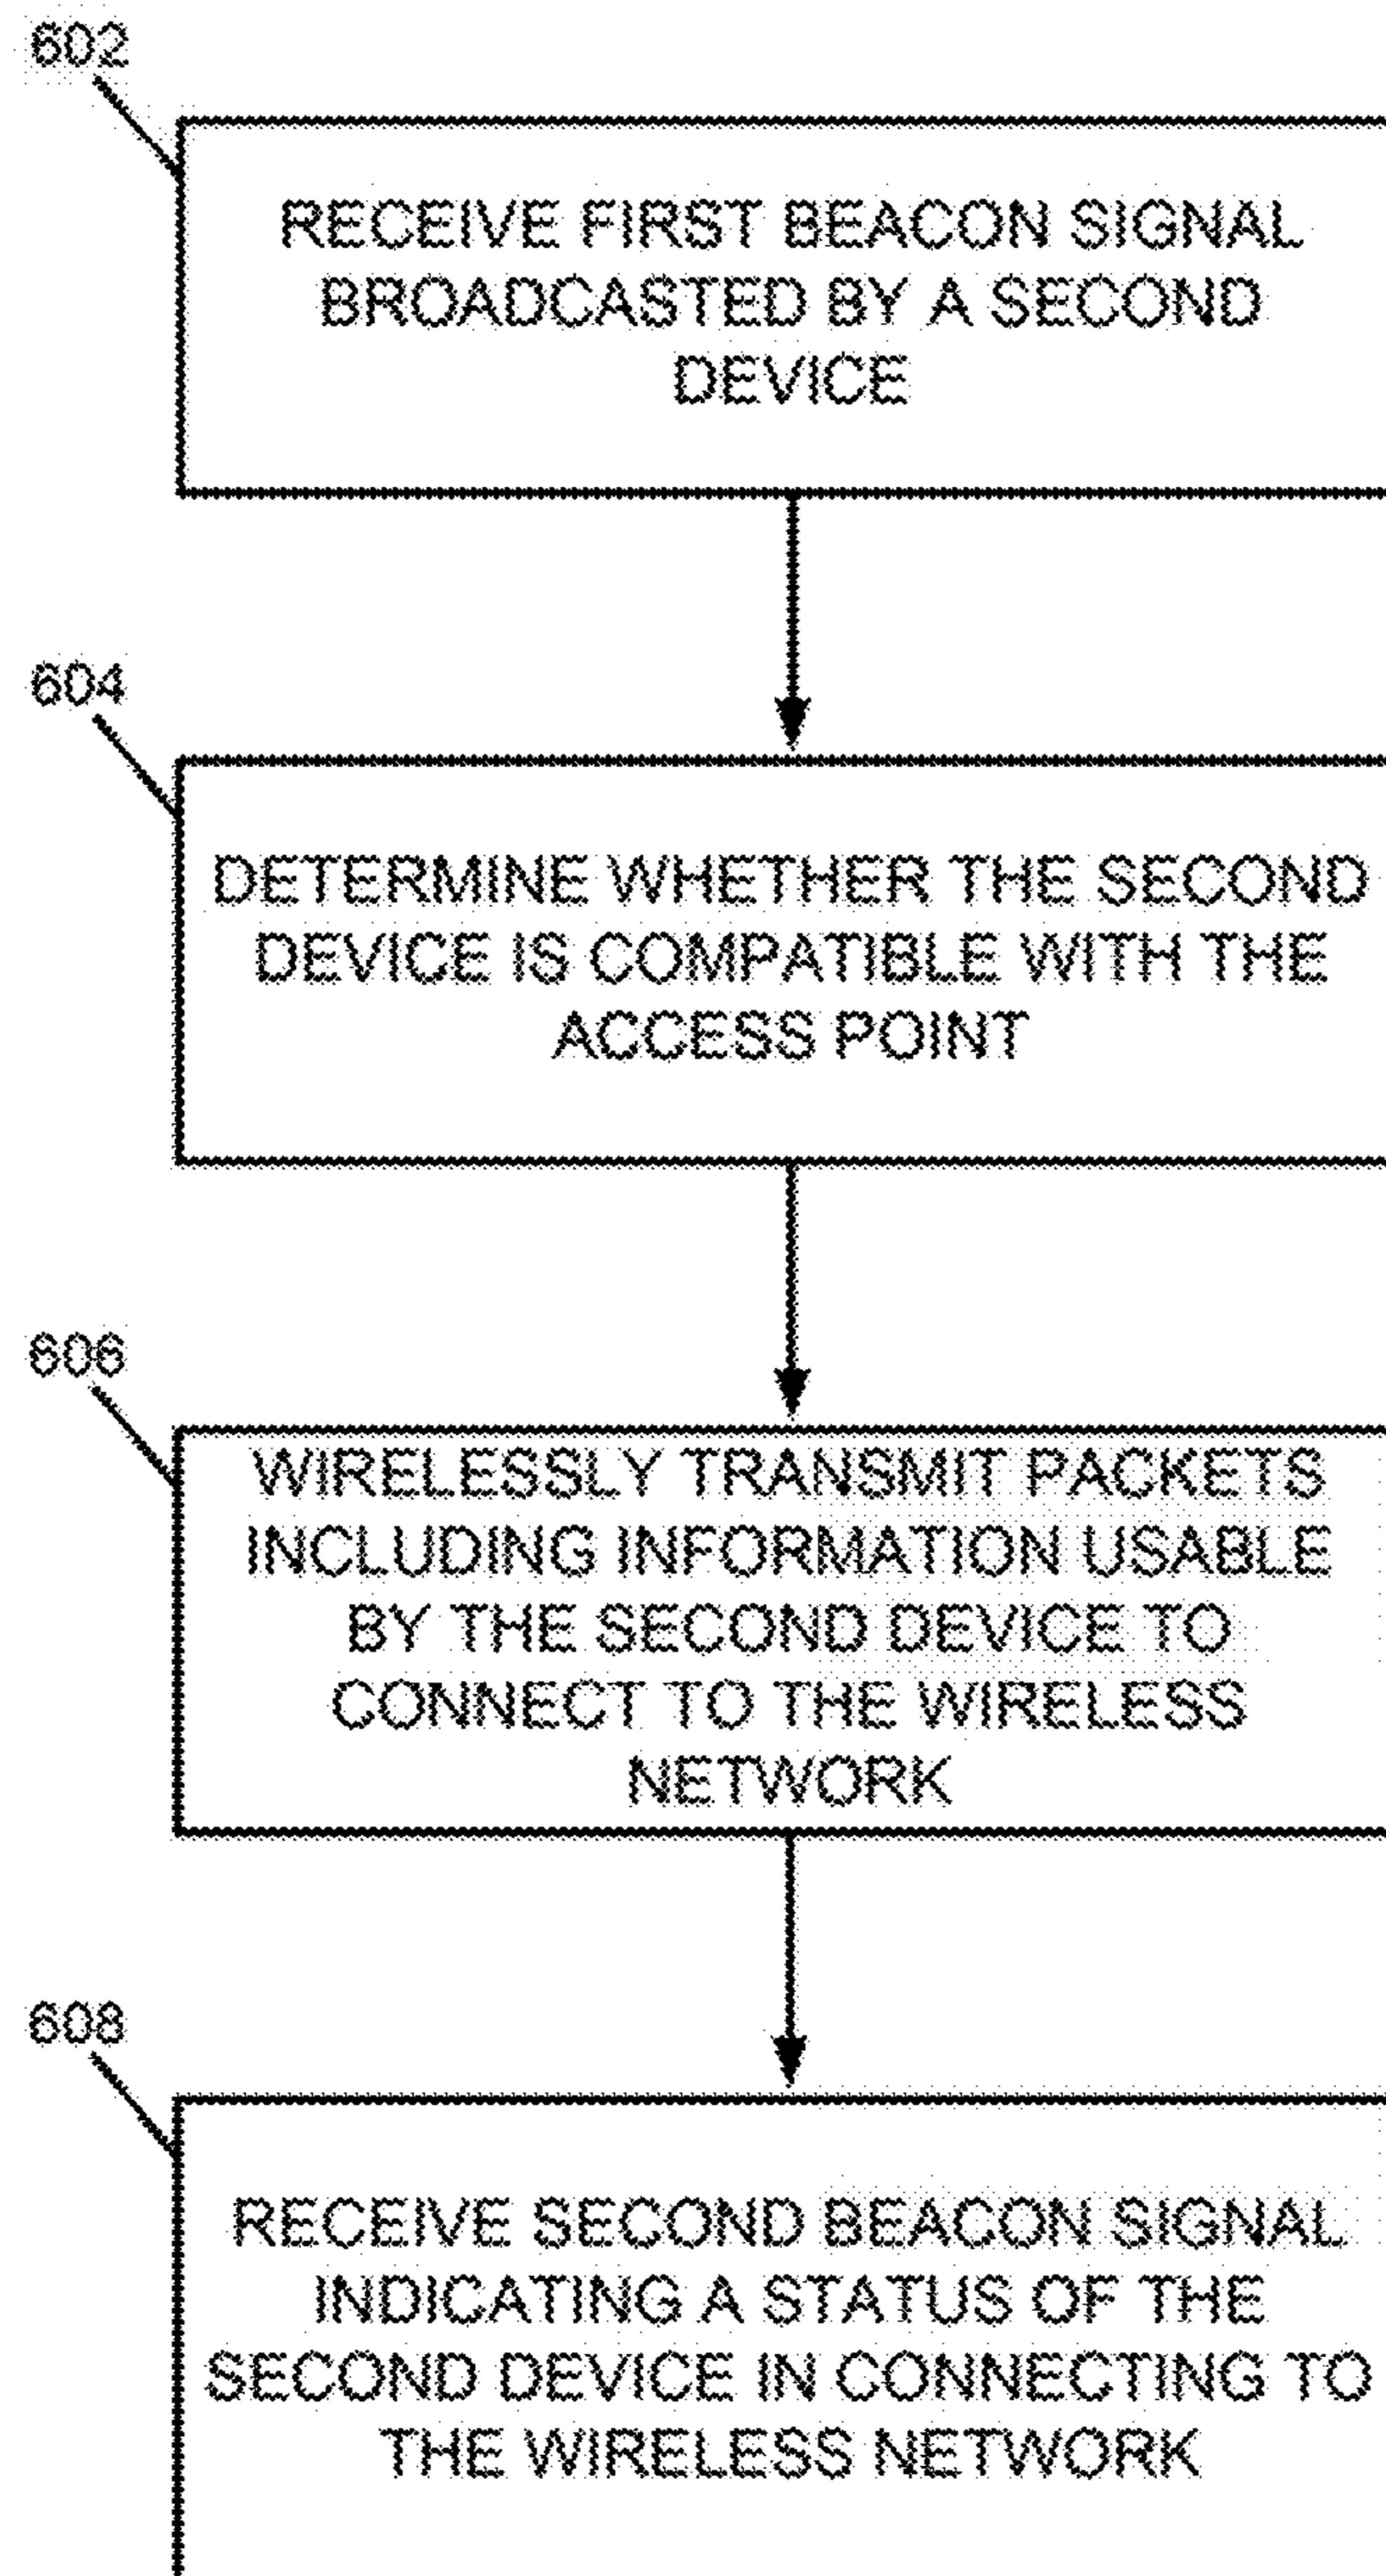 602
RECEIVE FIRST BEACON SIGNAL
BROADCASTED BY A SECOND
DEVICE
604
DETERMINE WHETHER THE SECOND
DEVICE IS COMPATIBLE WITH THE
ACCESS POINT
606
WIRELESSLY TRANSMIT PACKETS
INCLUDING INFORMATION USABLE
BY THE SECOND DEVICE TO
CONNECT TO THE WIRELESS
NETWORK
608
RECEIVE SECOND BEACON SIGNAL
INDICATING A STATUS OF THE
SECOND DEVICE IN CONNECTING TO
THE WIRELESS NETWORK